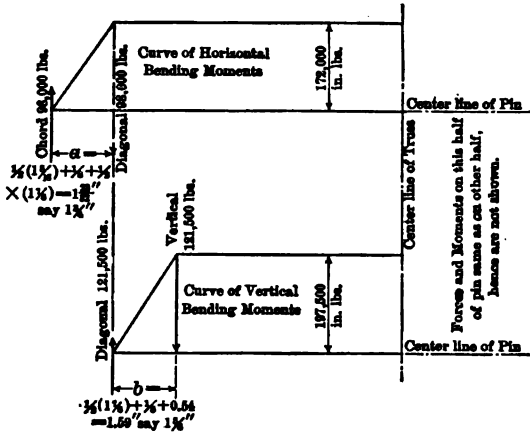 Curve of Horizontal
Bending Moments
172,000
in. lbs.
Center line of Pin
Chord 98,000 lbs.
Diagonal 98,000 lbs.
a
say 1¾"
Center line of Truss
Forces and Moments on this half
of pin same as on other half,
hence are not shown.
Diagonal 121,500 lbs.
Vertical
121,500 lbs.
Curve of Vertical
Bending Moments
197,500
in. lbs.
Center line of Pin
b
=1.59" say 1⅝"